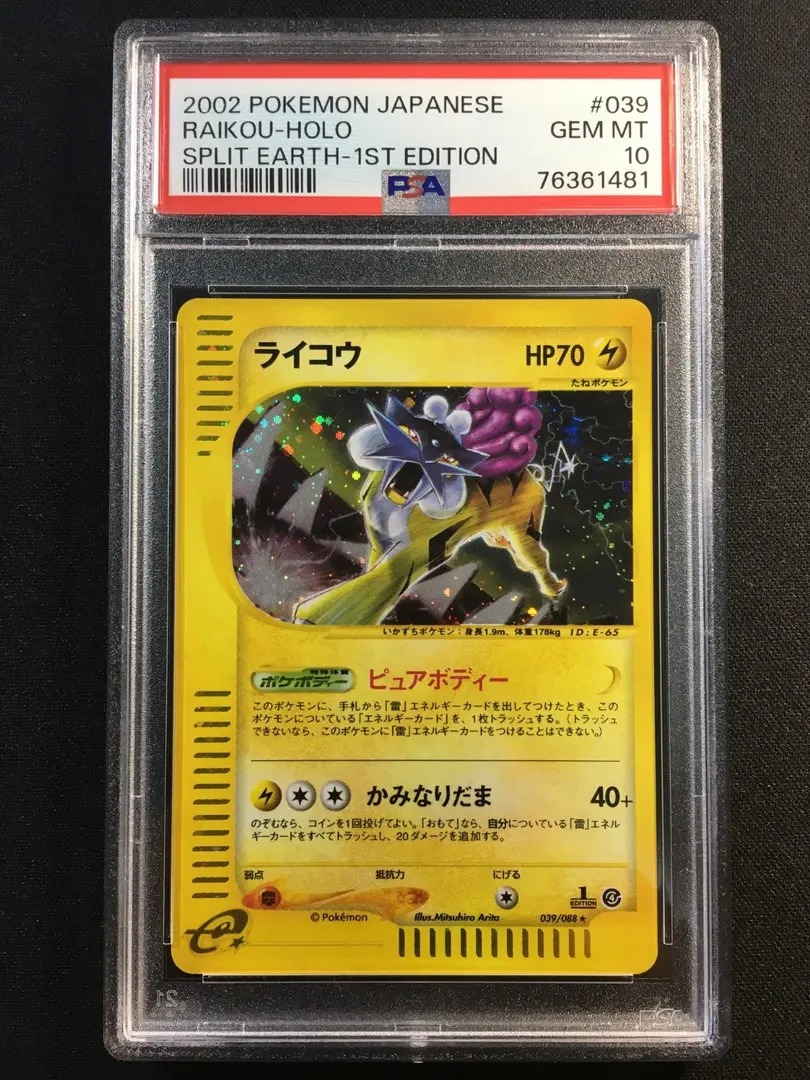 2002 POKEMON JAPANESE #039
RAIKOU-HOLO GEM MT
SPLIT EARTH-1ST EDITION 10
PSA 76361481
ライコウ HP70
たねポケモン
いかずちポケモン：身長1.9m、体重178kg ID:E-65
特殊体質
ポケボディー ピュアボディー
このポケモンに、手札から「雷」エネルギーカードを出してつけたとき、この
ポケモンについている「エネルギーカード」を、1枚トラッシュする。（トラッシュ
できないなら、このポケモンに「雷」エネルギーカードをつけることはできない。）
かみなりだま 40+
のぞむなら、コインを1回投げてよい。「おもて」なら、自分についている「雷」エネル
ギーカードをすべてトラッシュし、20ダメージを追加する。
弱点 抵抗力 にげる
1
EDITION
© Pokémon Illus.Mitsuhiro Arita 039/088★
e